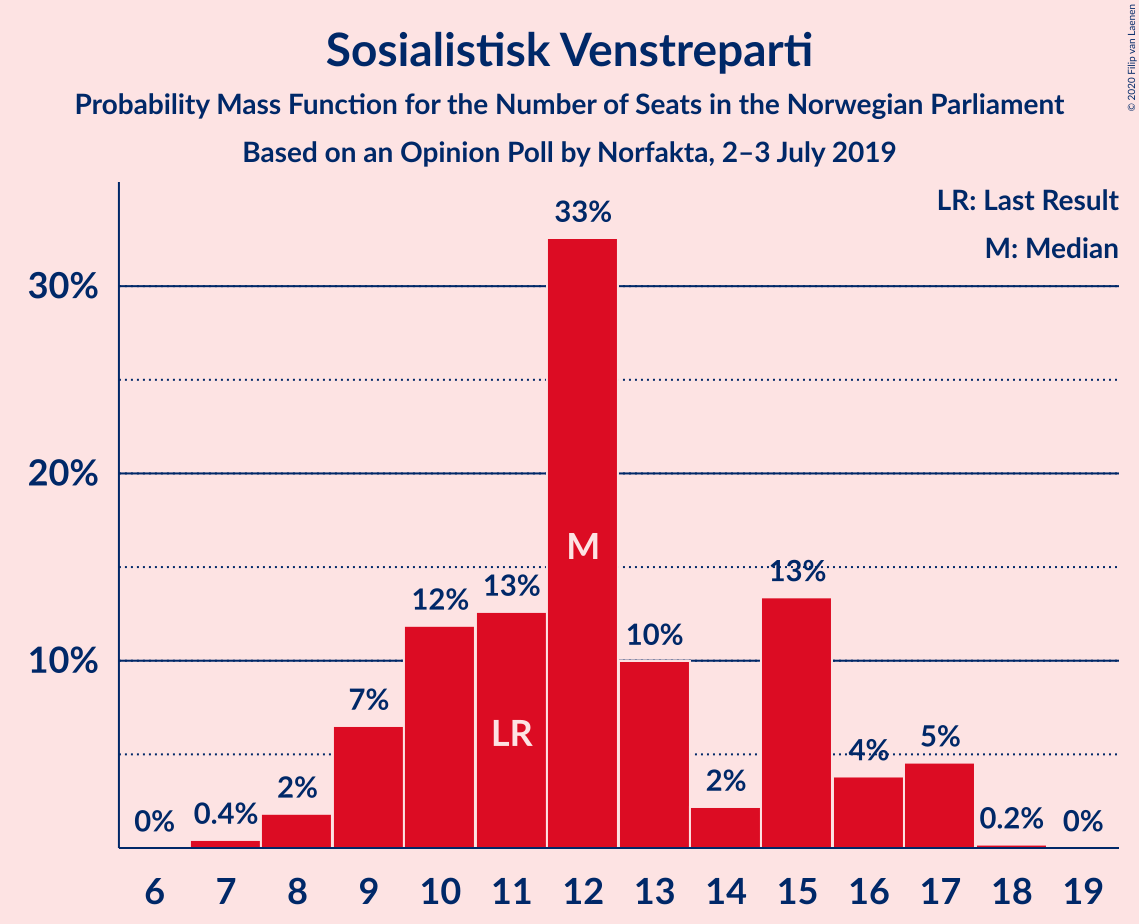 Sosialistisk Venstreparti
Probability Mass Function for the Number of Seats in the Norwegian Parliament
Based on an Opinion Poll by Norfakta, 2–3 July 2019
© 2020 Filip van Laenen
LR: Last Result
M: Median
30%
20%
10%
0%
0.4%
2%
7%
12%
13%
33%
10%
2%
13%
4%
5%
0.2%
0%
LR
M
6 7 8 9 10 11 12 13 14 15 16 17 18 19